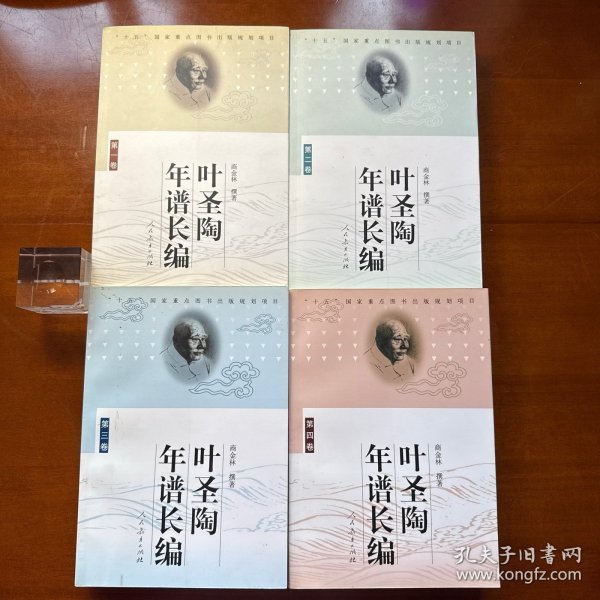 “十五”国家重点图书出版规划项目
第一卷
商金林 撰著
叶圣陶
年谱长编
人民教育出版社
“十五”国家重点图书出版规划项目
第二卷
商金林 撰著
叶圣陶
年谱长编
人民教育出版社
“十五”国家重点图书出版规划项目
第三卷
商金林 撰著
叶圣陶
年谱长编
人民教育出版社
“十五”国家重点图书出版规划项目
第四卷
商金林 撰著
叶圣陶
年谱长编
人民教育出版社
孔夫子旧书网
www.kongfz.com